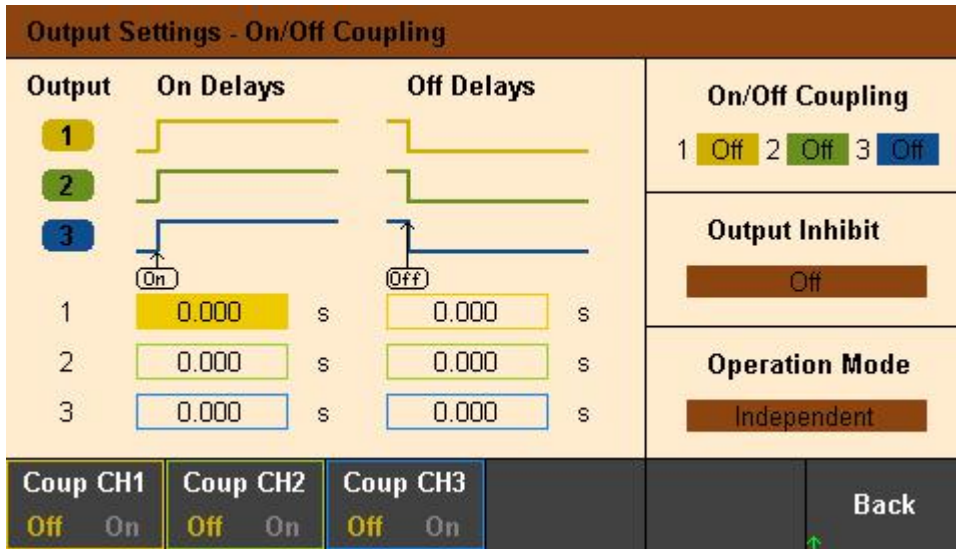 Output Settings - On/Off Coupling
Output On Delays Off Delays
1
2
3
On Off
1 0.000 s 0.000 s
2 0.000 s 0.000 s
3 0.000 s 0.000 s
On/Off Coupling
1 Off 2 Off 3 Off
Output Inhibit
Off
Operation Mode
Independent
Coup CH1 Coup CH2 Coup CH3
Off On Off On Off On
Back